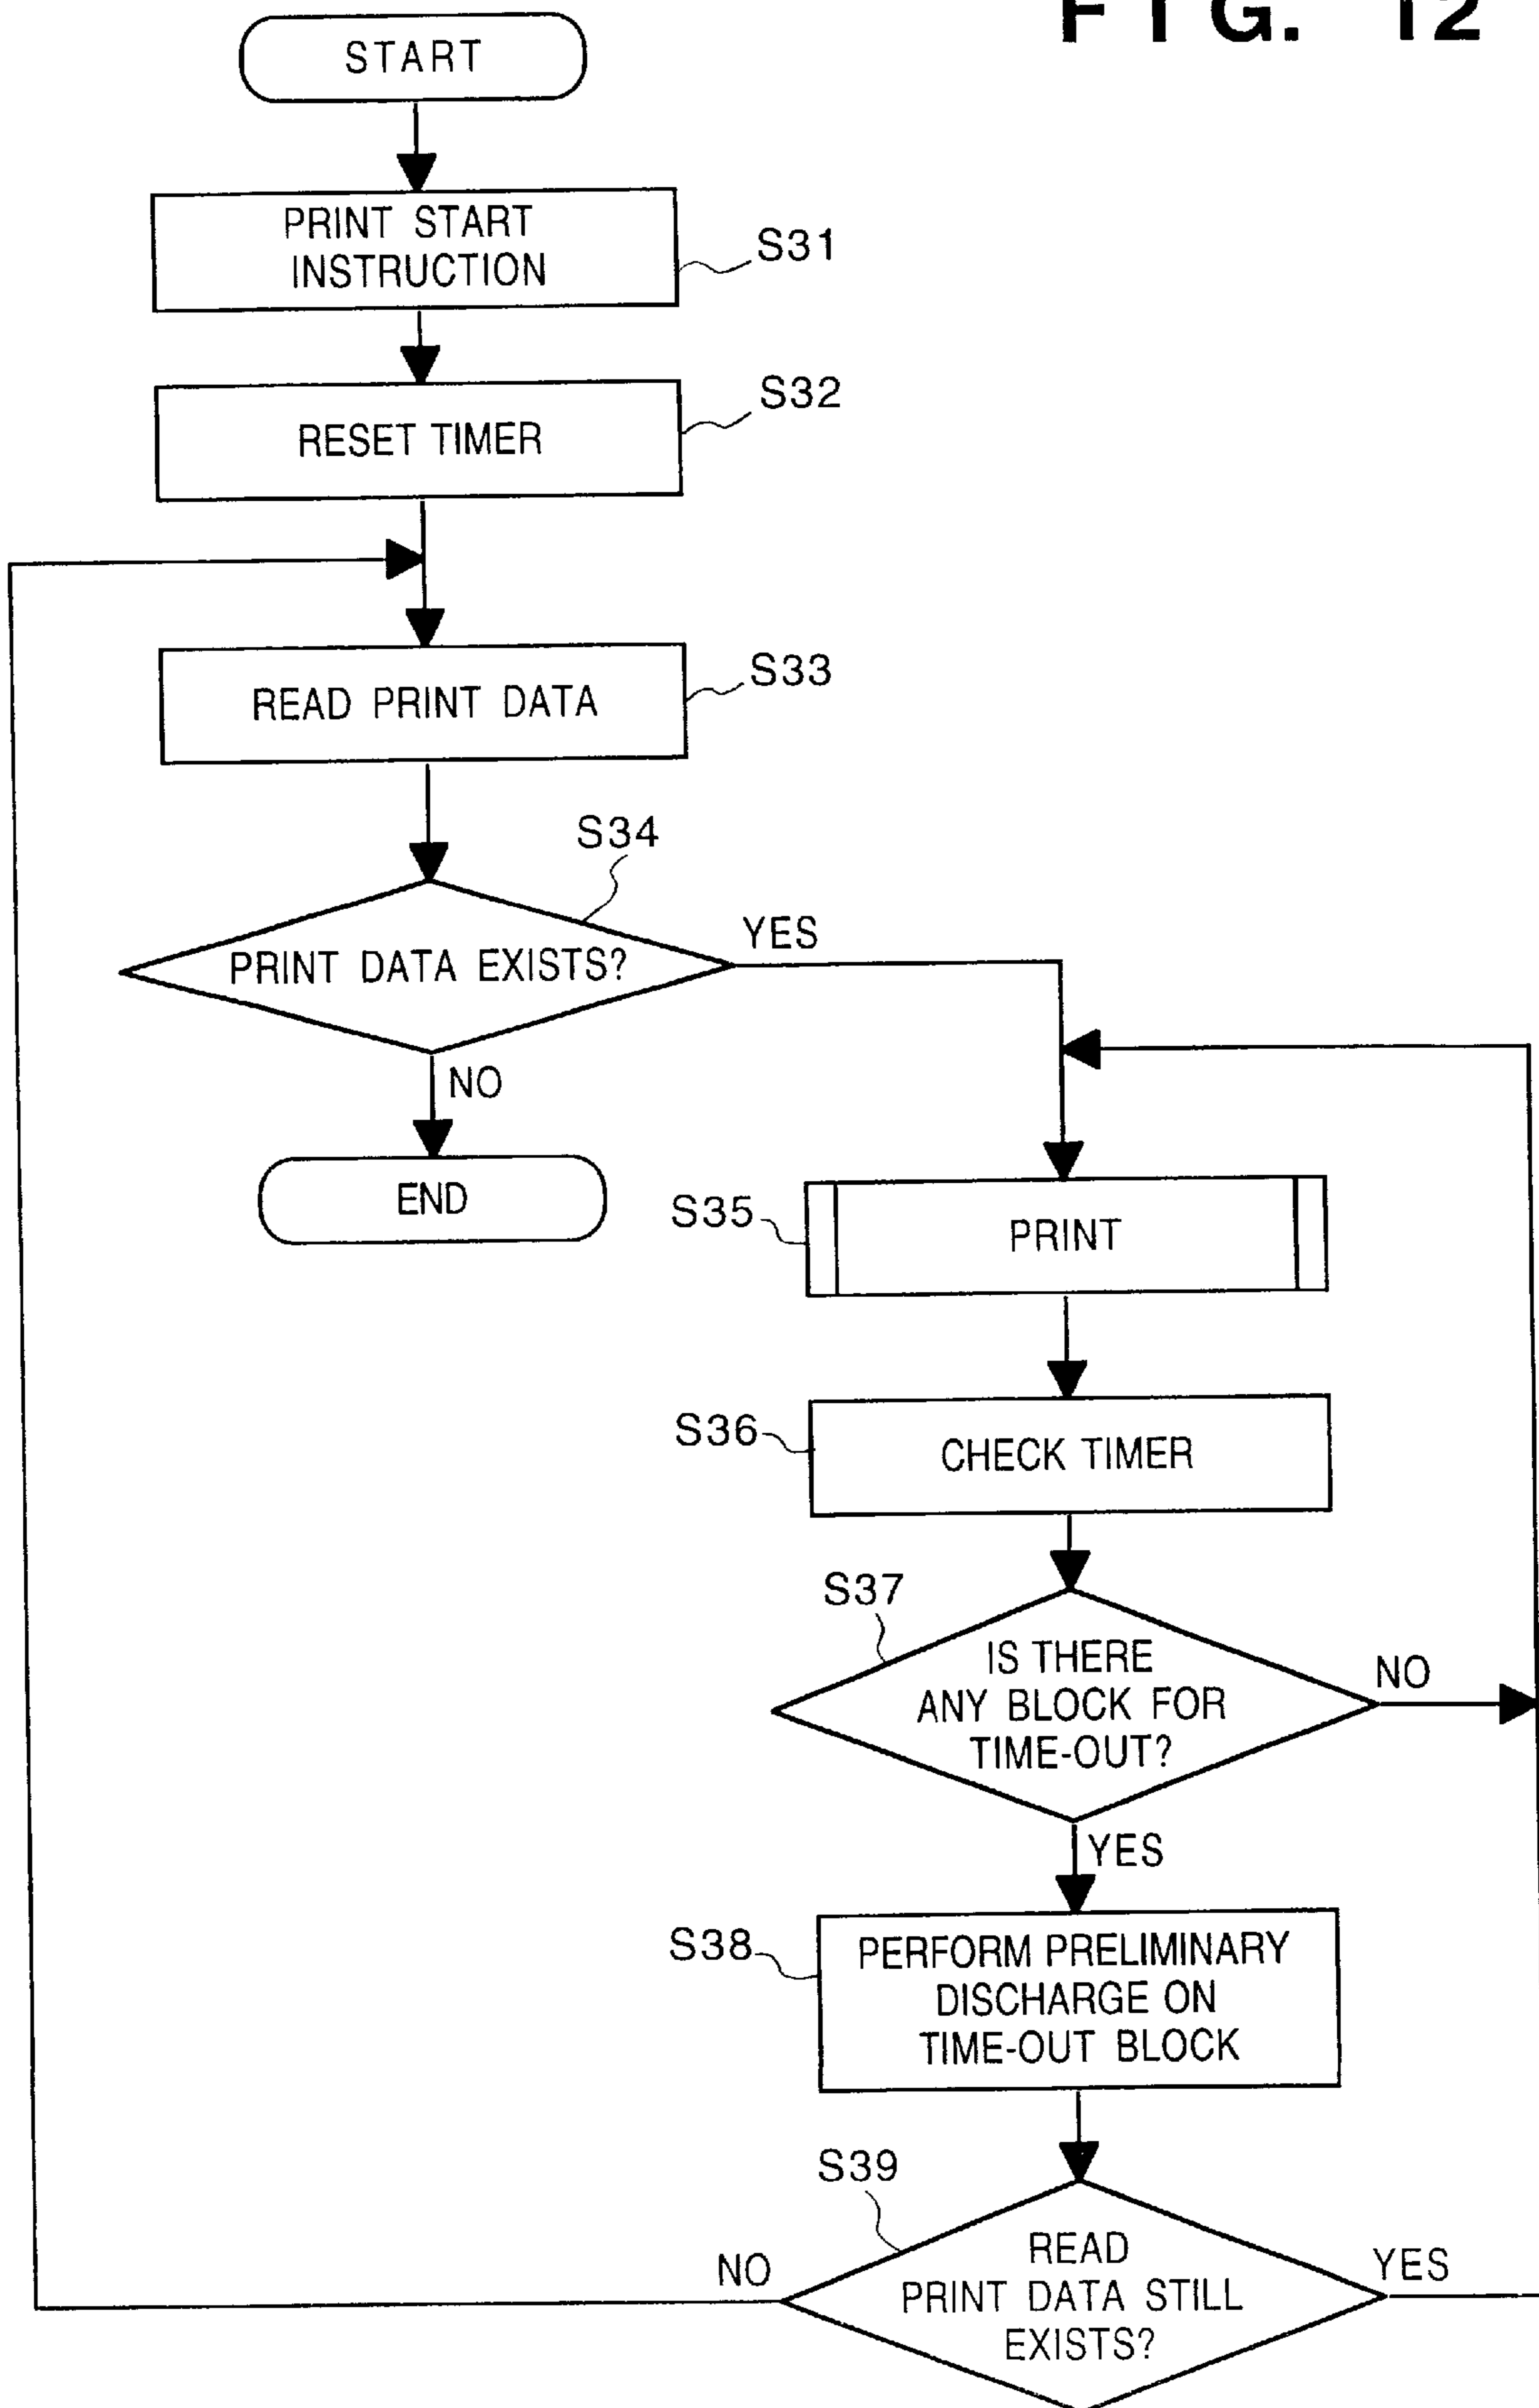 FIG. 12
START
PRINT START
INSTRUCTION
S31
RESET TIMER
S32
READ PRINT DATA
S33
S34
PRINT DATA EXISTS?
YES
NO
END
S35
PRINT
S36
CHECK TIMER
S37
IS THERE
ANY BLOCK FOR
TIME-OUT?
NO
YES
S38
PERFORM PRELIMINARY
DISCHARGE ON
TIME-OUT BLOCK
S39
READ
PRINT DATA STILL
EXISTS?
NO
YES